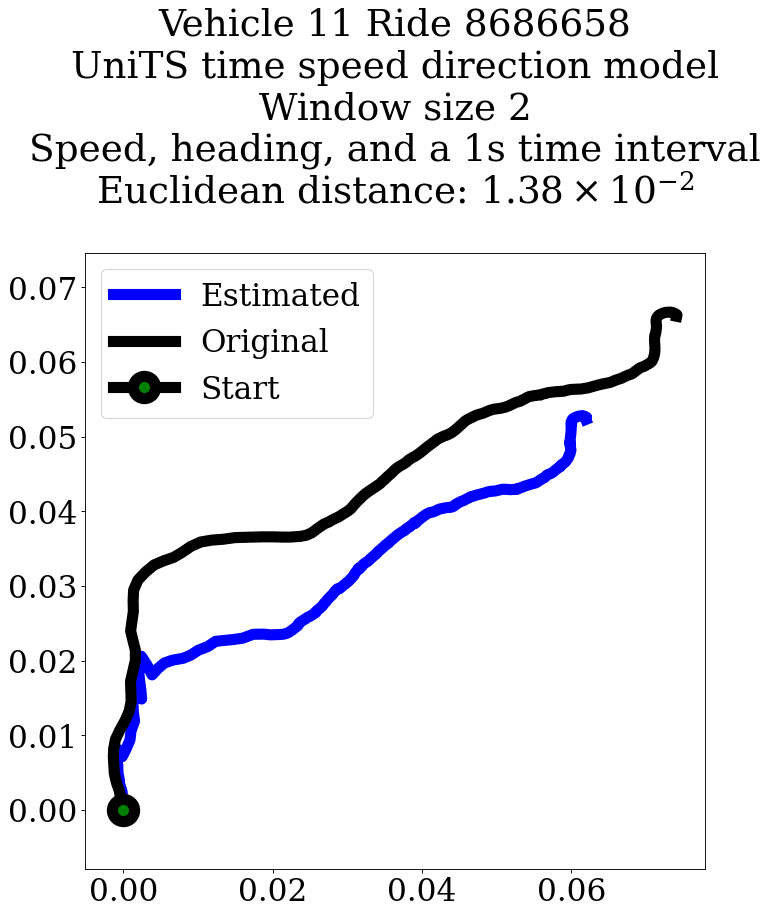 Vehicle 11 Ride 8686658
UniTS time speed direction model
Window size 2
Speed, heading, and a 1s time interval
Euclidean distance: 1.38 × 10⁻²
Estimated
Original
Start
0.07
0.06
0.05
0.04
0.03
0.02
0.01
0.00
0.00 0.02 0.04 0.06